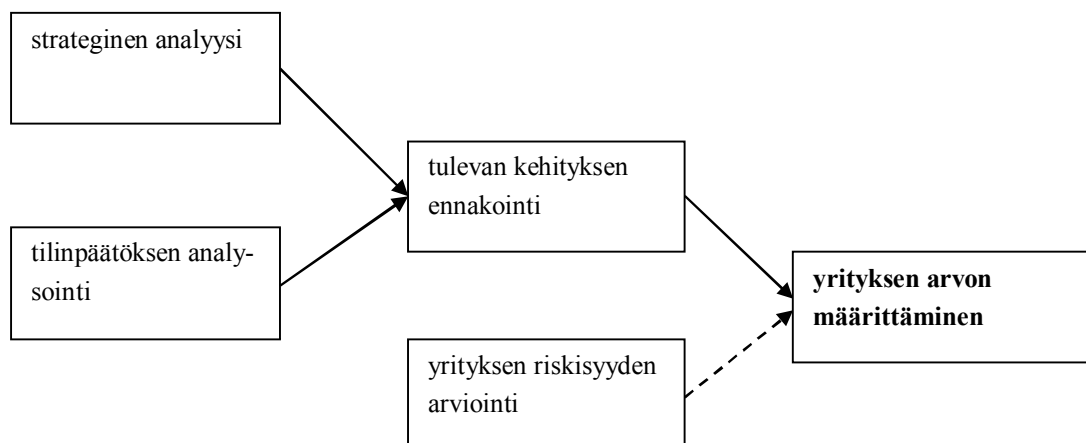 strateginen analyysi
tilinpäätöksen analy-
sointi
tulevan kehityksen
ennakointi
yrityksen riskisyyden
arviointi
yrityksen arvon
määrittäminen